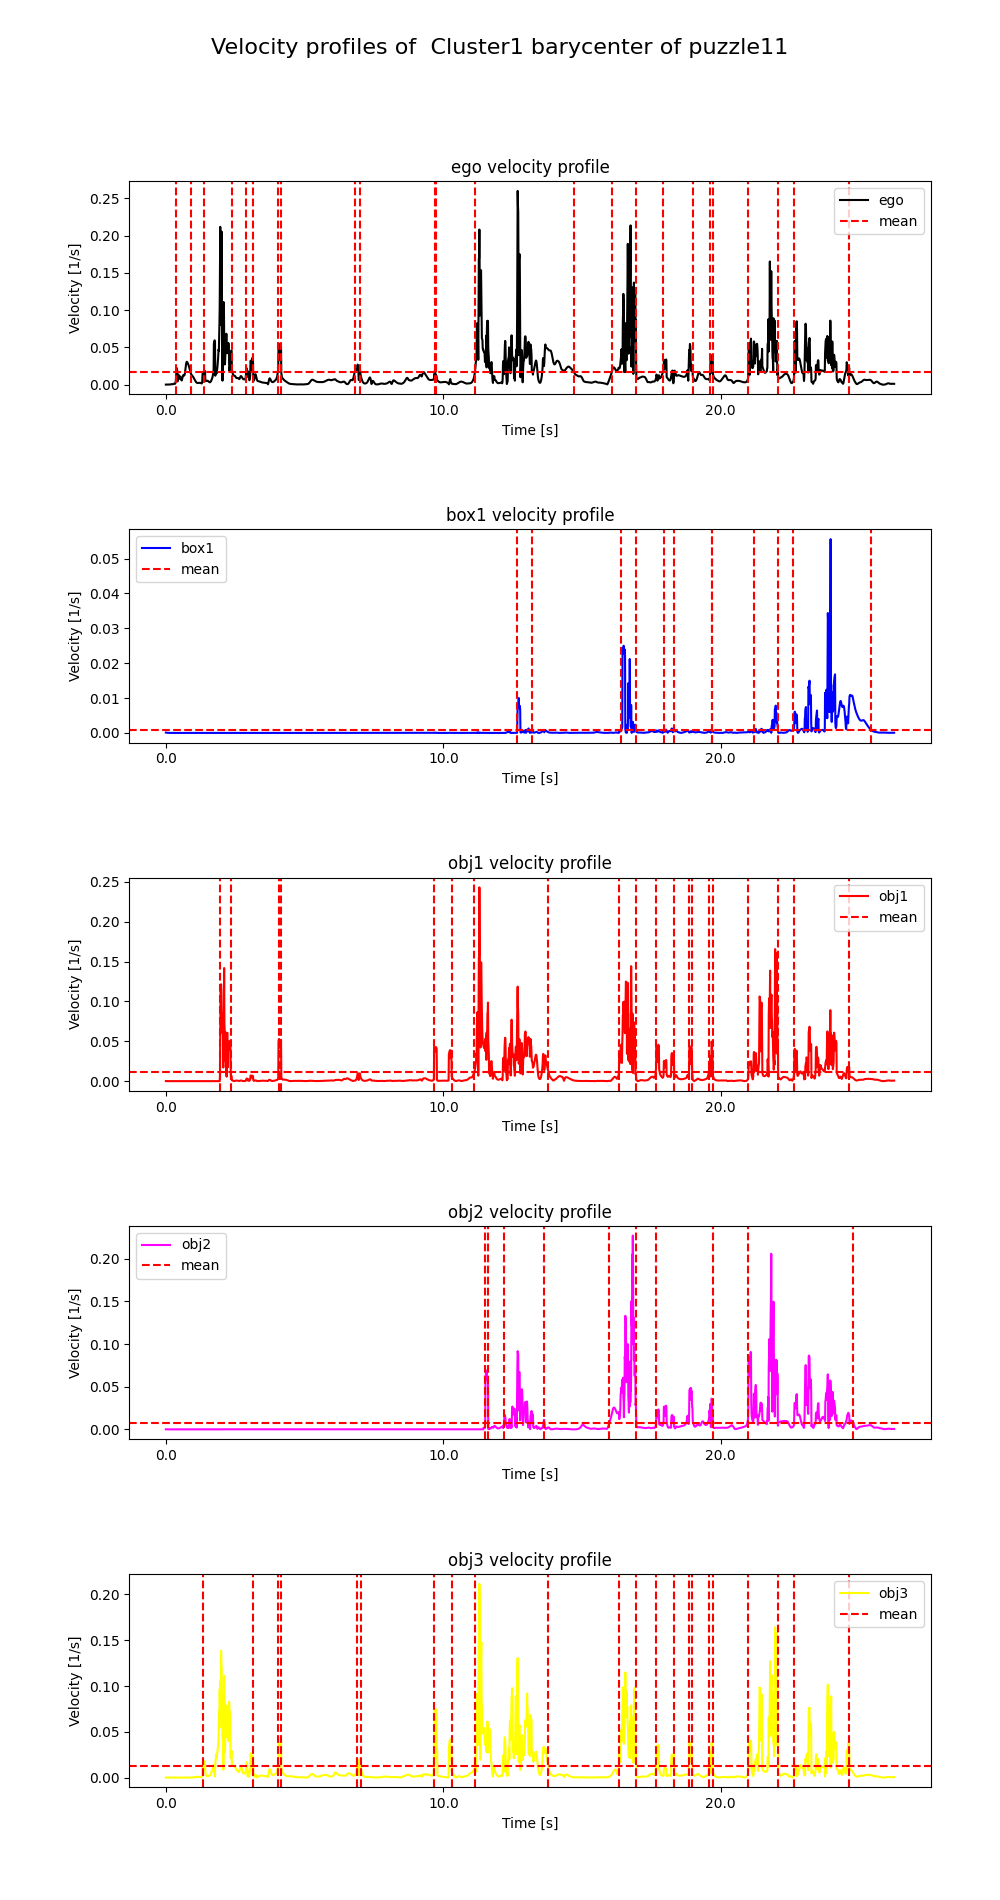 Velocity profiles of  Cluster1 barycenter of puzzle11
ego velocity profile
Velocity [1/s]
0.25
0.20
0.15
0.10
0.05
0.00
ego
mean
0.0 10.0 20.0
Time [s]
box1 velocity profile
Velocity [1/s]
0.05
0.04
0.03
0.02
0.01
0.00
box1
mean
0.0 10.0 20.0
Time [s]
obj1 velocity profile
Velocity [1/s]
0.25
0.20
0.15
0.10
0.05
0.00
obj1
mean
0.0 10.0 20.0
Time [s]
obj2 velocity profile
Velocity [1/s]
0.20
0.15
0.10
0.05
0.00
obj2
mean
0.0 10.0 20.0
Time [s]
obj3 velocity profile
Velocity [1/s]
0.20
0.15
0.10
0.05
0.00
obj3
mean
0.0 10.0 20.0
Time [s]